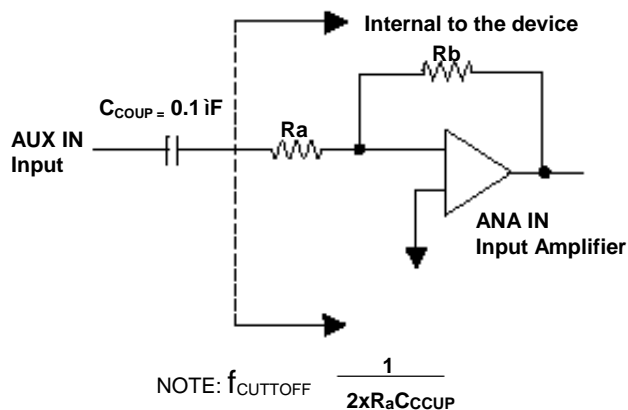 Internal to the device
Rb
CCOUP = 0.1 ìF
Ra
AUX IN
Input
ANA IN
Input Amplifier
NOTE: fCUTTOFF 1
2xRaCCCUP